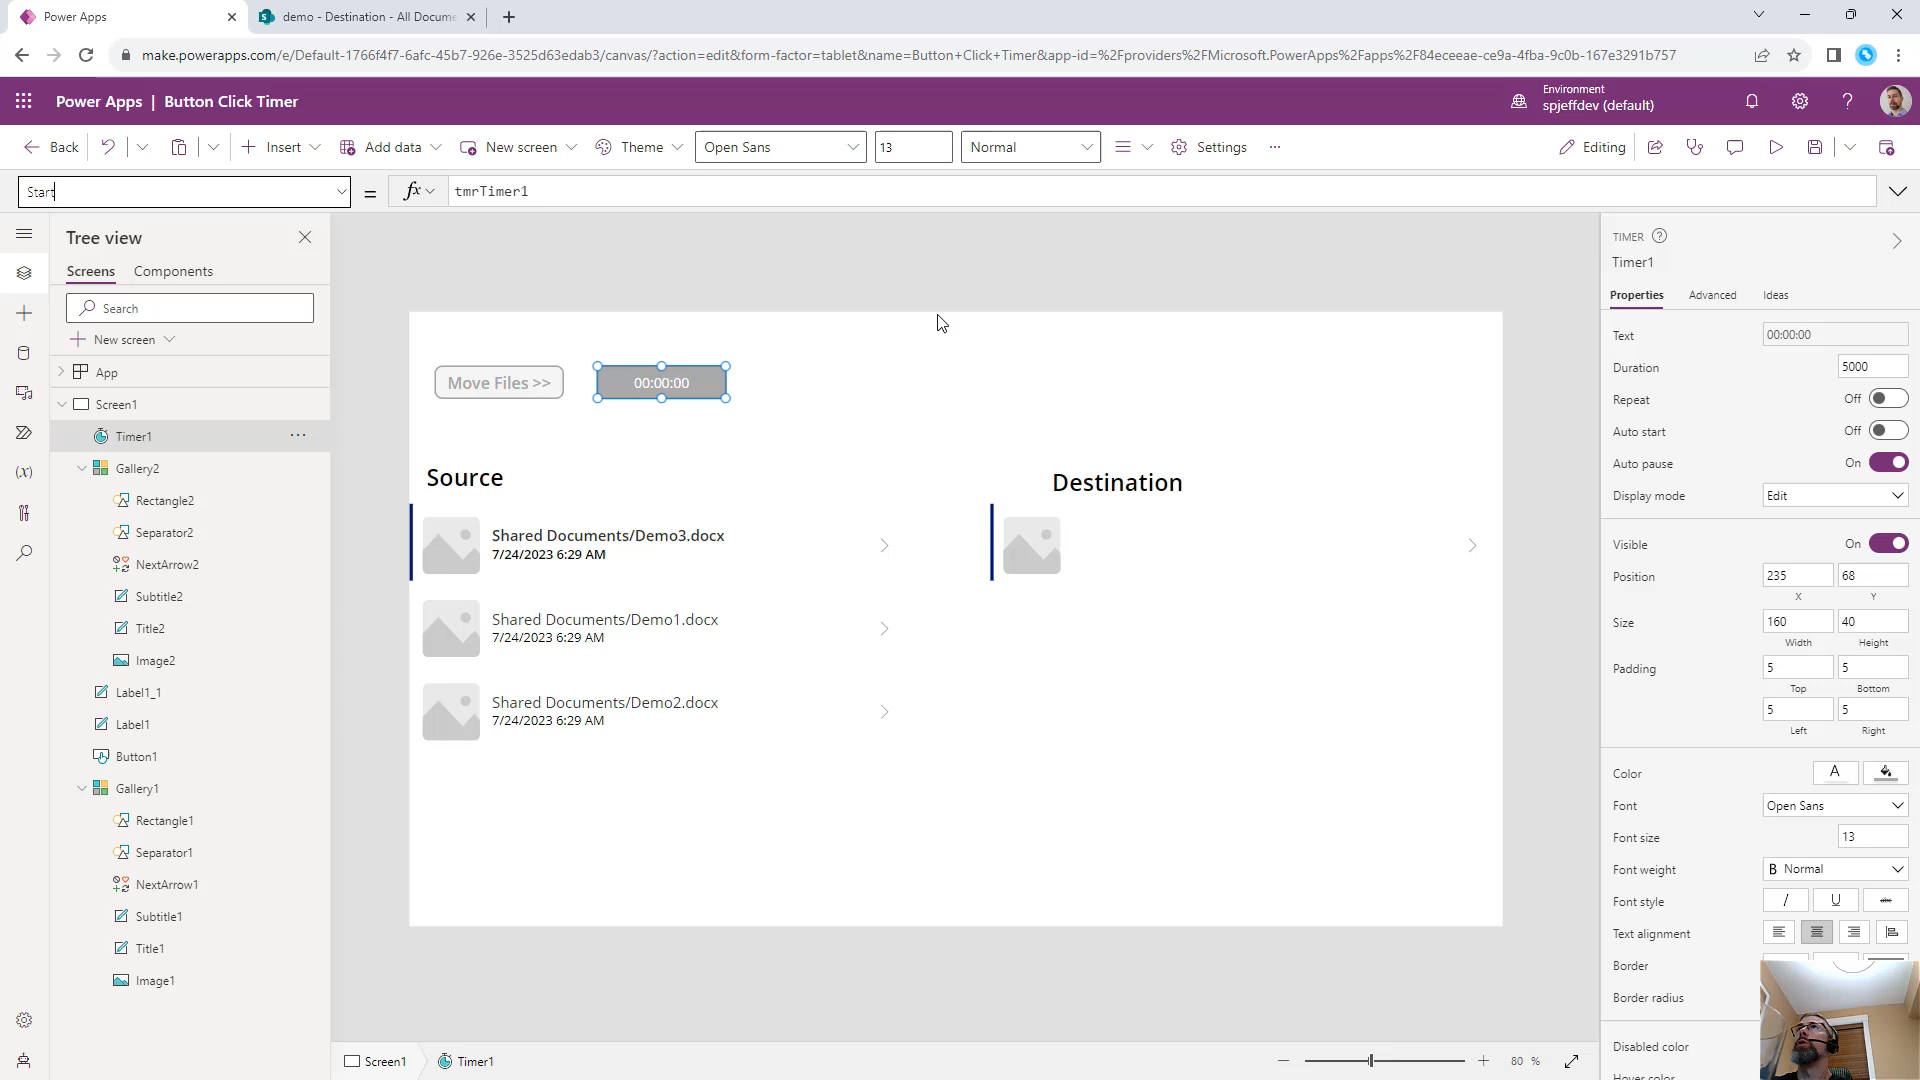 Power Apps
demo - Destination - All Docume
make.powerapps.com/e/Default-1766f4f7-6afc-45b7-926e-3525d63edab3/canvas/?action=edit&form-factor=tablet&name=Button+Click+Timer&app-id=%2Fproviders%2FMicrosoft.PowerApps%2Fapps%2F84eceeae-ce9a-4fba-9c0b-167e3291b757
Power Apps | Button Click Timer
Environment
spjeffdev (default)
?
Back
Insert
Add data
New screen
Theme
Open Sans
13
Normal
Settings
Editing
Start
=
fx
tmrTimer1
Tree view
Screens
Components
Search
New screen
App
Screen1
Timer1
Gallery2
Rectangle2
Separator2
NextArrow2
Subtitle2
Title2
Image2
Label1_1
Label1
Button1
Gallery1
Rectangle1
Separator1
NextArrow1
Subtitle1
Title1
Image1
(x)
Move Files >>
00:00:00
Source
Destination
Shared Documents/Demo3.docx
7/24/2023 6:29 AM
Shared Documents/Demo1.docx
7/24/2023 6:29 AM
Shared Documents/Demo2.docx
7/24/2023 6:29 AM
Screen1
Timer1
80 %
TIMER ?
Timer1
Properties
Advanced
Ideas
Text 00:00:00
Duration 5000
Repeat Off
Auto start Off
Auto pause On
Display mode Edit
Visible On
Position 235 68
X Y
Size 160 40
Width Height
Padding 5 5
Top Bottom
5 5
Left Right
Color A
Font Open Sans
Font size 13
Font weight B Normal
Font style / U abc
Text alignment
Border
Border radius
Disabled color
Hover color